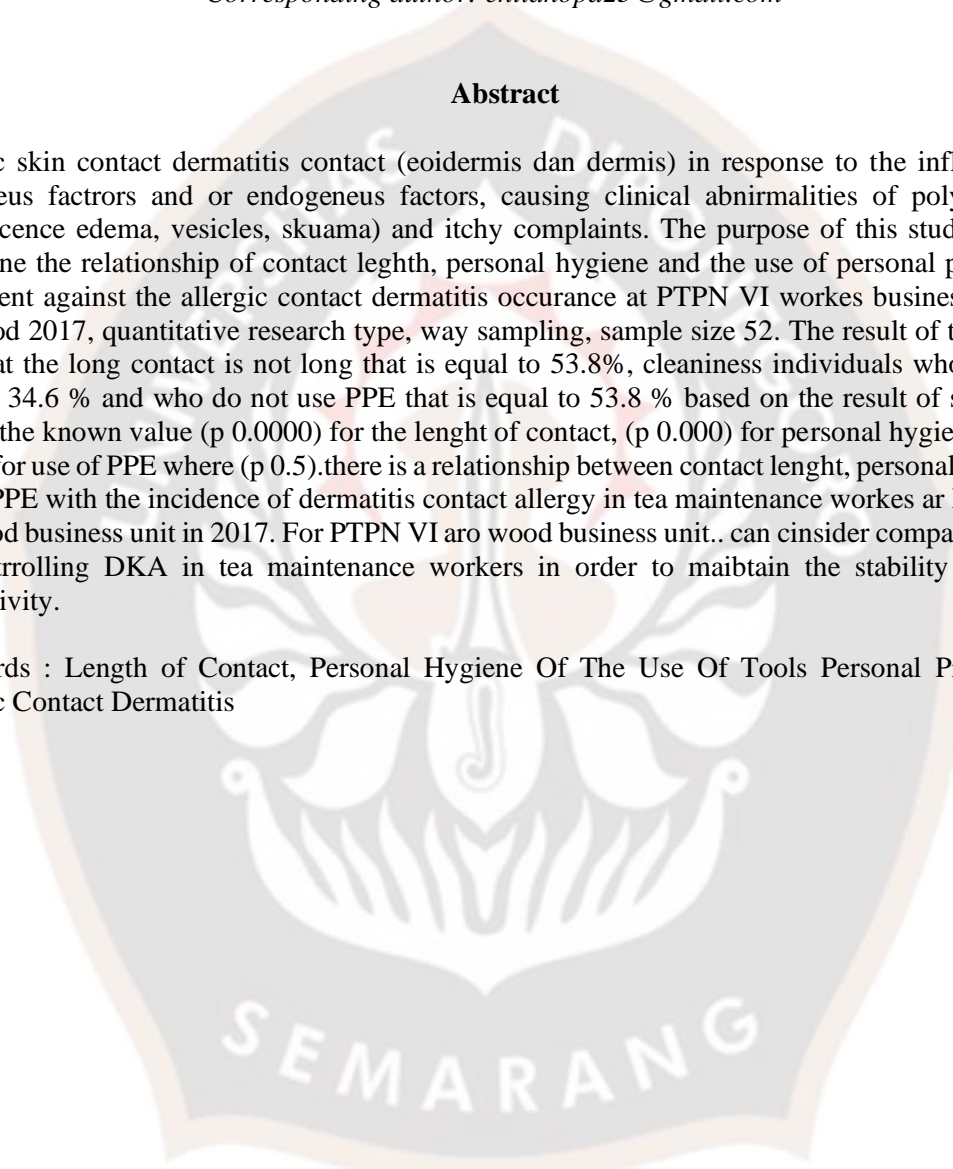 Corresponding author:
Abstract
c skin contact dermatitis contact (eoidermis dan dermis) in response to the infl
eus factrors and or endogeneus factors, causing clinical abnirmalities of poly
cence edema, vesicles, skuama) and itchy complaints. The purpose of this stud
ne the relationship of contact leghth, personal hygiene and the use of personal p
ent against the allergic contact dermatitis occurance at PTPN VI workes business
od 2017, quantitative research type, way sampling, sample size 52. The result of t
at the long contact is not long that is equal to 53.8%, cleaniness individuals who
34.6 % and who do not use PPE that is equal to 53.8 % based on the result of s
the known value (p 0.0000) for the lenght of contact, (p 0.000) for personal hygie
for use of PPE where (p 0.5).there is a relationship between contact lenght, personal
PPE with the incidence of dermatitis contact allergy in tea maintenance workes ar
od business unit in 2017. For PTPN VI aro wood business unit.. can cinsider compa
trrolling DKA in tea maintenance workers in order to maibtain the stability
ivity.
rds : Length of Contact, Personal Hygiene Of The Use Of Tools Personal P
c Contact Dermatitis
UNIVERSITAS DIPONEGORO
SEMARANG